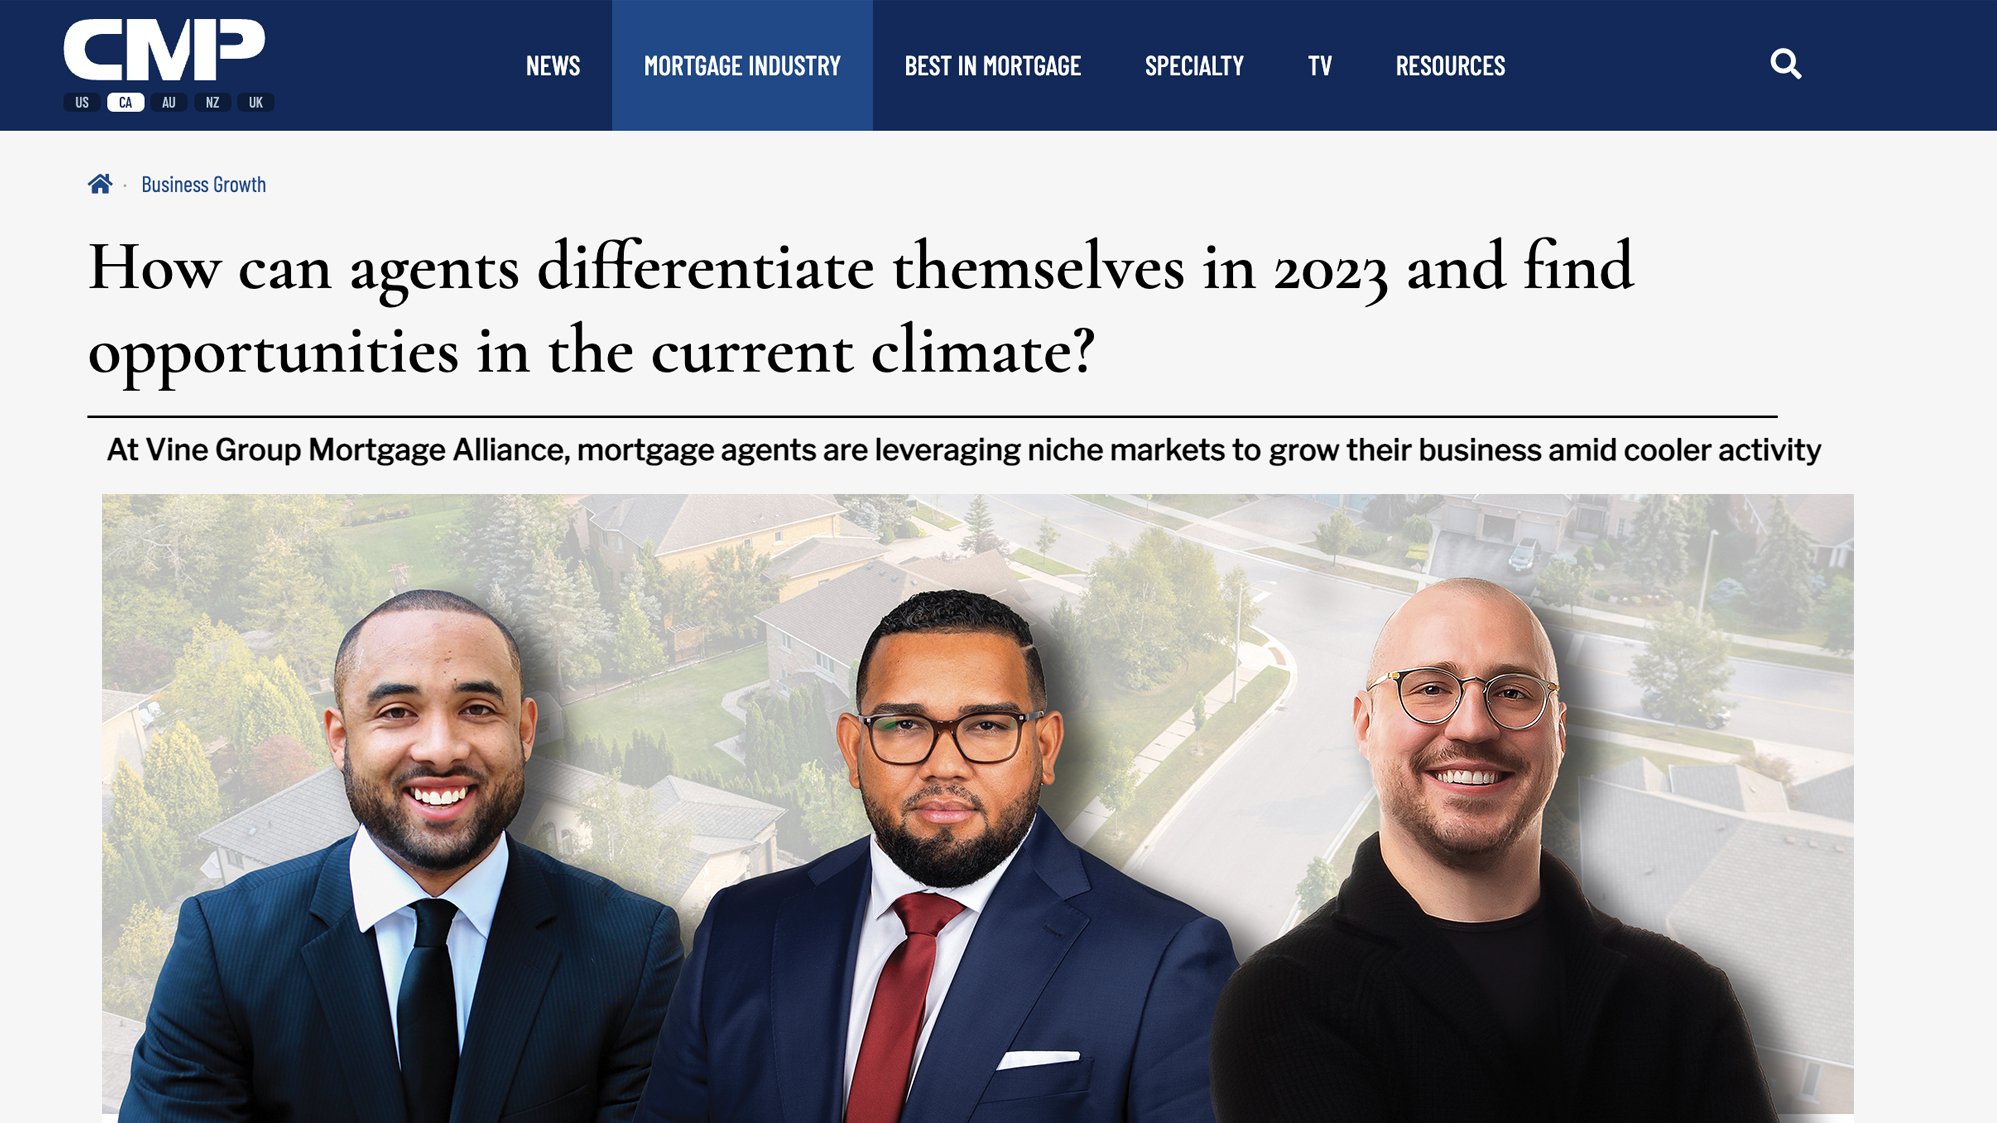 CMP
US CA AU NZ UK
NEWS MORTGAGE INDUSTRY BEST IN MORTGAGE SPECIALTY TV RESOURCES
Business Growth
How can agents differentiate themselves in 2023 and find
opportunities in the current climate?
At Vine Group Mortgage Alliance, mortgage agents are leveraging niche markets to grow their business amid cooler activity